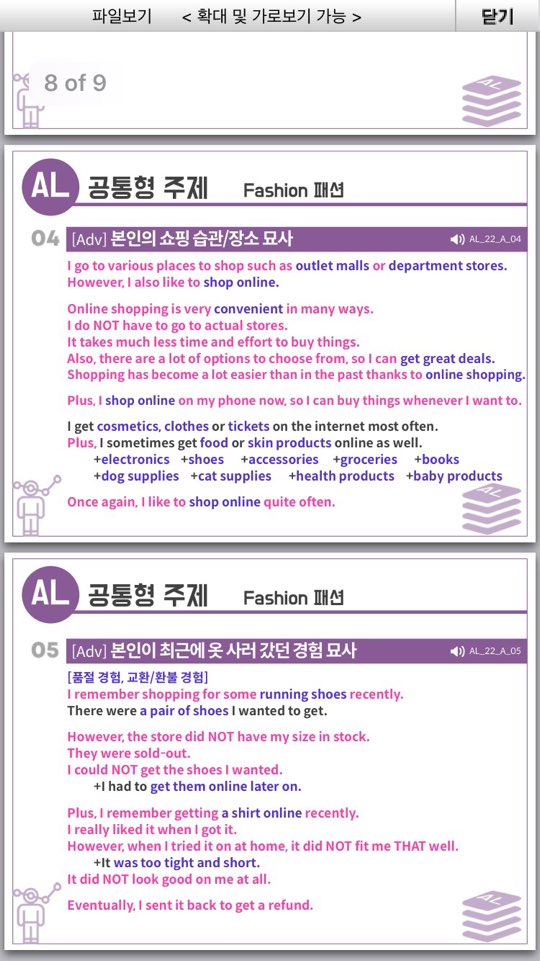 파일보기 < 확대 및 가로보기 가능 > 닫기
8 of 9
AL
AL 공통형 주제 Fashion 패션
04 [Adv] 본인의 쇼핑 습관/장소 묘사 AL_22_A_04
I go to various places to shop such as outlet malls or department stores.
However, I also like to shop online.
Online shopping is very convenient in many ways.
I do NOT have to go to actual stores.
It takes much less time and effort to buy things.
Also, there are a lot of options to choose from, so I can get great deals.
Shopping has become a lot easier than in the past thanks to online shopping.
Plus, I shop online on my phone now, so I can buy things whenever I want to.
I get cosmetics, clothes or tickets on the internet most often.
Plus, I sometimes get food or skin products online as well.
+electronics +shoes +accessories +groceries +books
+dog supplies +cat supplies +health products +baby products
Once again, I like to shop online quite often.
AL
AL 공통형 주제 Fashion 패션
05 [Adv] 본인이 최근에 옷 사러 갔던 경험 묘사 AL_22_A_05
[품절 경험, 교환/환불 경험]
I remember shopping for some running shoes recently.
There were a pair of shoes I wanted to get.
However, the store did NOT have my size in stock.
They were sold-out.
I could NOT get the shoes I wanted.
+I had to get them online later on.
Plus, I remember getting a shirt online recently.
I really liked it when I got it.
However, when I tried it on at home, it did NOT fit me THAT well.
+It was too tight and short.
It did NOT look good on me at all.
Eventually, I sent it back to get a refund.
AL